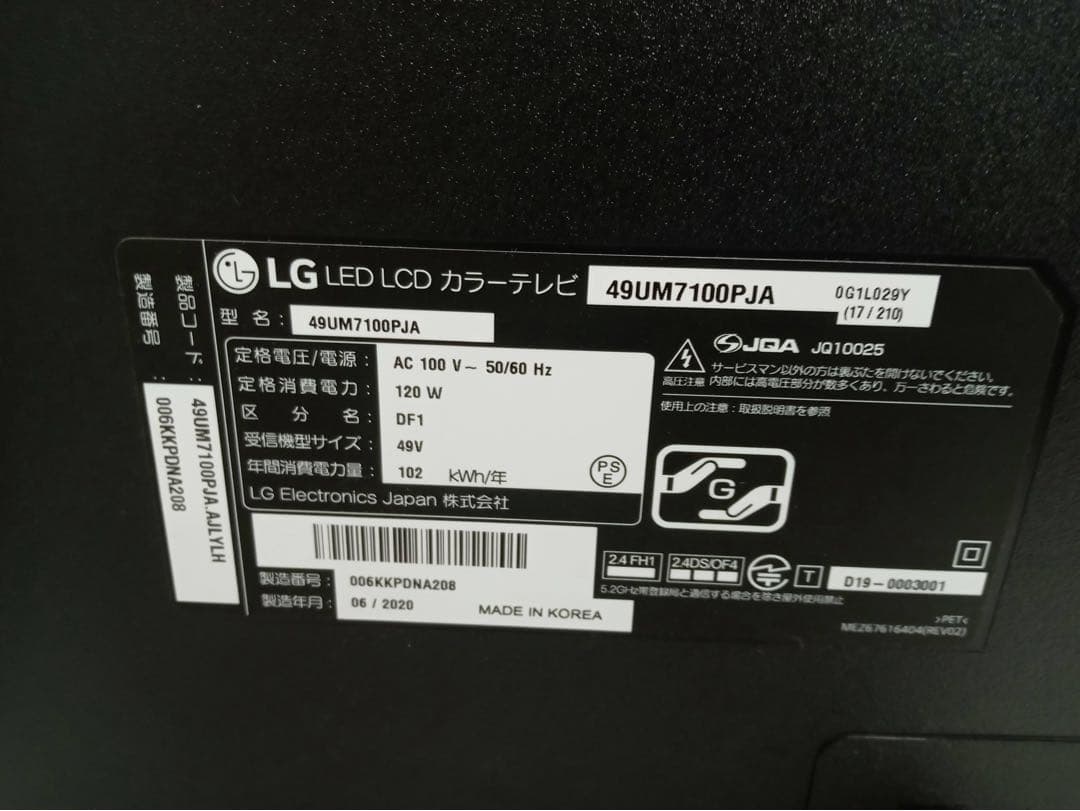 LG LED LCD カラーテレビ 49UM7100PJA 0G1L029Y
(17 / 210)
型 名 : 49UM7100PJA
定格電圧/電源 : AC 100 V~ 50/60 Hz
定格消費電力 : 120 W
区 分 名 : DF1
受信機型サイズ : 49V
年間消費電力量 : 102 kWh/年
PS
E
LG Electronics Japan 株式会社
JQA JQ10025
高圧注意
サービスマン以外の方は裏ぶたを開けないでください。
内部には高電圧部分が数多くあり、万一さわると危険です。
使用上の注意 : 取扱説明書を参照
G
製造番号 : 006KKPDNA208
製造年月 : 06 / 2020 MADE IN KOREA
2.4 FH1 2.4DS/OF4 T D19-0003001
5.2GHz帯登録局と通信する場合を除き屋外使用禁止
>PET<
MEZ67616404(REV02)
製品コード : 49UM7100PJA.AJLYLH
製造番号 : 006KKPDNA208